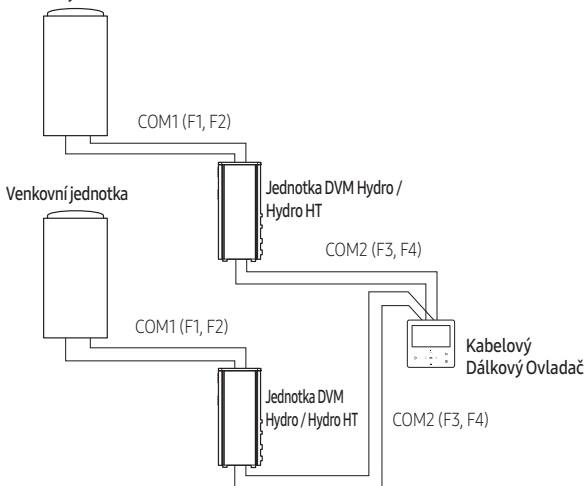 COM1 (F1, F2)
Jednotka DVM Hydro /
Hydro HT
Venkovní jednotka
COM2 (F3, F4)
COM1 (F1, F2)
Kabelový
Dálkový Ovladač
Jednotka DVM
Hydro / Hydro HT
COM2 (F3, F4)